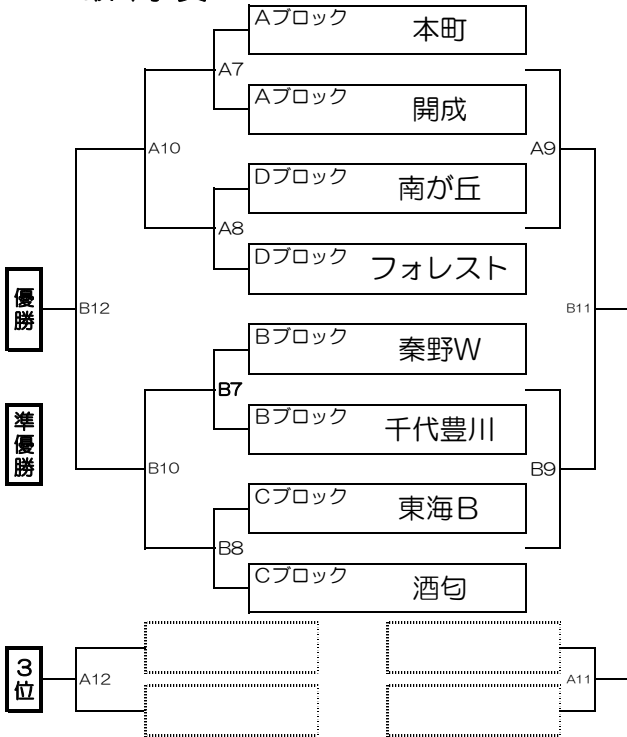 Aブロック 本町
A7
Aブロック 開成
A10
A9
Dブロック 南が丘
A8
Dブロック フォレスト
優勝
B12
B11
Bブロック 秦野W
B7
Bブロック 千代豊川
準優勝
B10
B9
Cブロック 東海B
B8
Cブロック 酒匂
3位
A12
A11